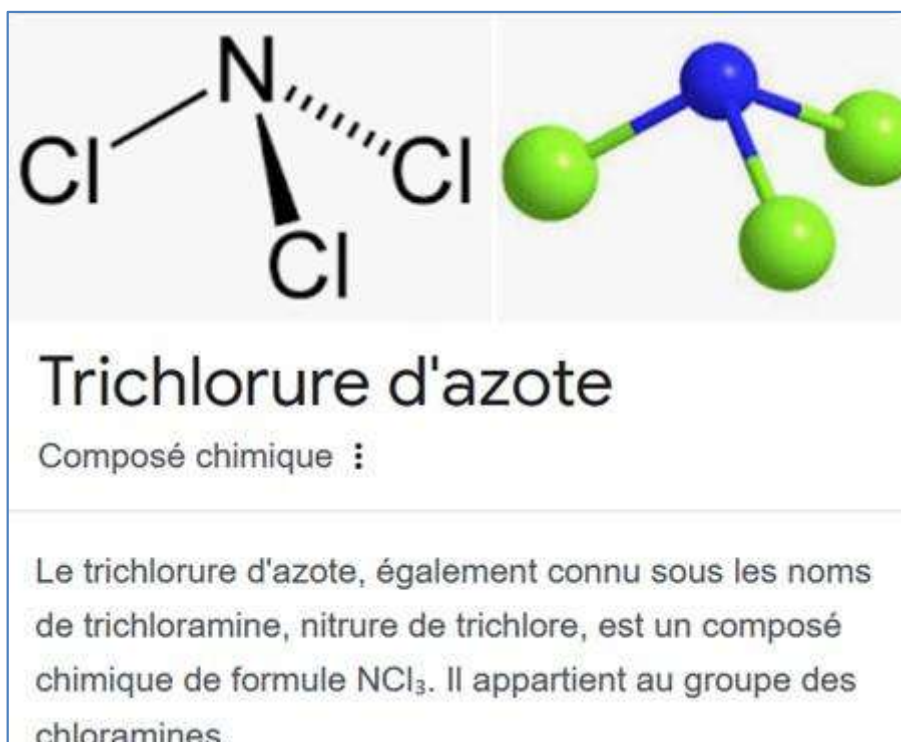 N
Cl
Cl
Cl
Trichlorure d'azote
Composé chimique
Le trichlorure d'azote, également connu sous les noms
de trichloramine, nitrure de trichlore, est un composé
chimique de formule NCl₃. Il appartient au groupe des
chloramines